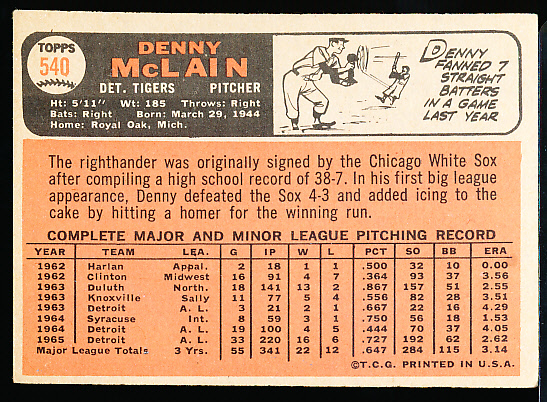 TOPPS
540
DENNY
McLAIN
DET. TIGERS PITCHER
Ht: 5'11" Wt: 185 Throws: Right
Bats: Right Born: March 29, 1944
Home: Royal Oak, Mich.
DENNY
FANNED 7
STRAIGHT
BATTERS
IN A GAME
LAST YEAR
The righthander was originally signed by the Chicago White Sox
after compiling a high school record of 38-7. In his first big league
appearance, Denny defeated the Sox 4-3 and added icing to the
cake by hitting a homer for the winning run.
COMPLETE MAJOR AND MINOR LEAGUE PITCHING RECORD
YEAR TEAM LEA. G IP W L PCT SO BB ERA
1962 Harlan Appal. 2 18 1 1 .500 32 10 0.00
1962 Clinton Midwest 16 91 4 7 .364 93 37 3.56
1963 Duluth North. 18 141 13 2 .867 157 51 2.55
1963 Knoxville Sally 11 77 5 4 .556 82 28 3.51
1963 Detroit A. L. 3 21 2 1 .667 22 16 4.29
1964 Syracuse Int. 8 59 3 1 .750 56 18 1.53
1964 Detroit A. L. 19 100 4 5 .444 70 37 4.05
1965 Detroit A. L. 33 220 16 6 .727 192 62 2.62
Major League Totals 3 Yrs. 55 341 22 12 .647 284 115 3.14
©T.C.G. PRINTED IN U.S.A.